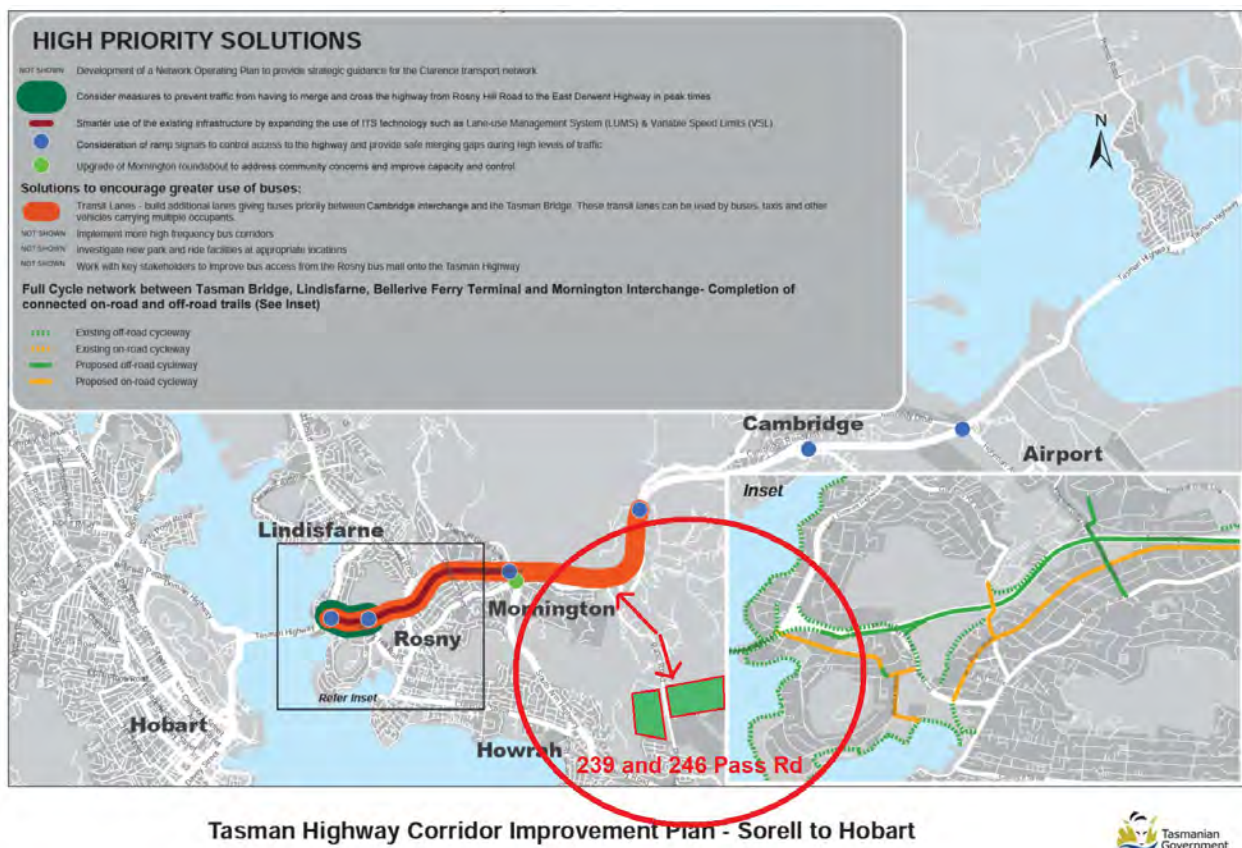 HIGH PRIORITY SOLUTIONS
NOT SHOWN Development of a Network Operating Plan to provide strategic guidance for the Clarence transport network
Consider measures to prevent traffic from having to merge and cross the highway from Rosny Hill Road to the East Derwent Highway in peak times
Smarter use of the existing infrastructure by expanding the use of ITS technology such as Lane-use Management System (LUMS) & Variable Speed Limits (VSL)
Consideration of ramp signals to control access to the highway and provide safe merging gaps during high levels of traffic
Upgrade of Mornington roundabout to address community concerns and improve capacity and control
Solutions to encourage greater use of buses:
Transit Lanes - build additional lanes giving buses priority between Cambridge interchange and the Tasman Bridge. These transit lanes can be used by buses, taxis and other
vehicles carrying multiple occupants.
NOT SHOWN Implement more high frequency bus corridors
NOT SHOWN Investigate new park and ride facilities at appropriate locations
NOT SHOWN Work with key stakeholders to improve bus access from the Rosny bus mall onto the Tasman Highway
Full Cycle network between Tasman Bridge, Lindisfarne, Bellerive Ferry Terminal and Mornington Interchange- Completion of
connected on-road and off-road trails (See Inset)
Existing off-road cycleway
Existing on-road cycleway
Proposed off-road cycleway
Proposed on-road cycleway
N
Tasman Highway
Tasman Highway
Cambridge
Airport
Inset
Lindisfarne
Mornington
Rosny
Tasman Highway
Refer Inset
Hobart
Howrah
239 and 246 Pass Rd
Tasman Highway Corridor Improvement Plan - Sorell to Hobart
Tasmanian
Government